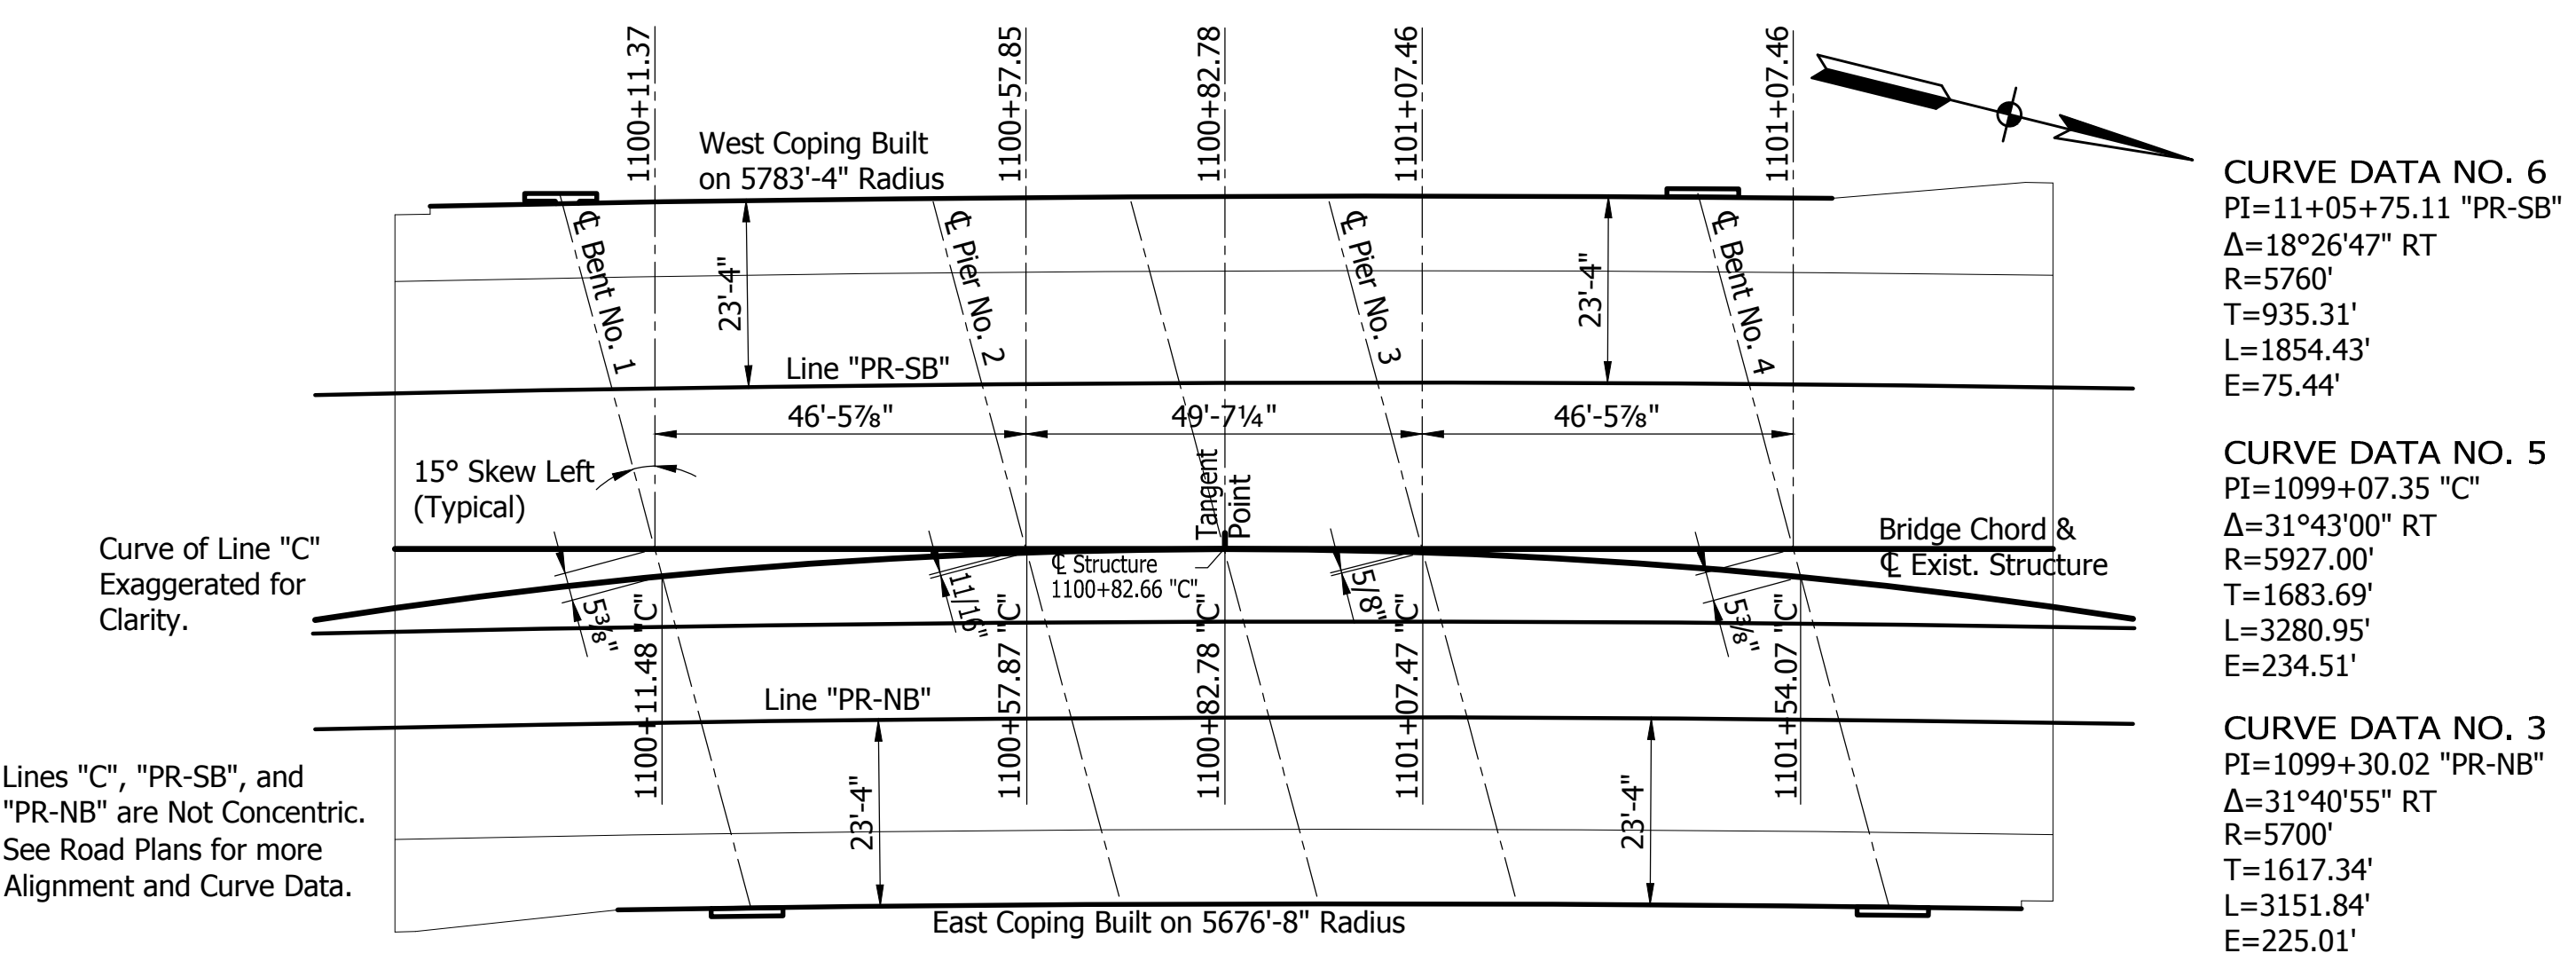 1100+11.37
1100+57.85
1100+82.78
1101+07.46
1101+07.46
West Coping Built
on 5783'-4" Radius
℄ Bent No. 1
℄ Pier No. 2
℄ Pier No. 3
℄ Bent No. 4
23'-4"
23'-4"
Line "PR-SB"
46'-5⅞"
49'-7¼"
46'-5⅞"
15° Skew Left
(Typical)
Tangent
Point
Curve of Line "C"
Exaggerated for
Clarity.
Bridge Chord &
℄ Exist. Structure
℄ Structure
1100+82.66 "C"
5⅜"
11/16"
5/8"
5⅜"
1100+11.48 "C"
1100+57.87 "C"
1100+82.78 "C"
1101+07.47 "C"
1101+54.07 "C"
Line "PR-NB"
23'-4"
23'-4"
Lines "C", "PR-SB", and
"PR-NB" are Not Concentric.
See Road Plans for more
Alignment and Curve Data.
East Coping Built on 5676'-8" Radius
CURVE DATA NO. 6
PI=11+05+75.11 "PR-SB"
Δ=18°26'47" RT
R=5760'
T=935.31'
L=1854.43'
E=75.44'
CURVE DATA NO. 5
PI=1099+07.35 "C"
Δ=31°43'00" RT
R=5927.00'
T=1683.69'
L=3280.95'
E=234.51'
CURVE DATA NO. 3
PI=1099+30.02 "PR-NB"
Δ=31°40'55" RT
R=5700'
T=1617.34'
L=3151.84'
E=225.01'